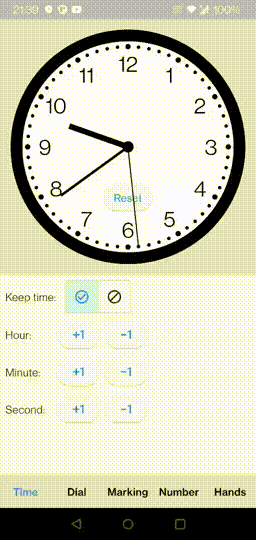 21:39 100%
12
11 1
10 2
9 3
8 4
Reset
7 5
6
Keep time:
Hour: +1 −1
Minute: +1 −1
Second: +1 −1
Time Dial Marking Number Hands